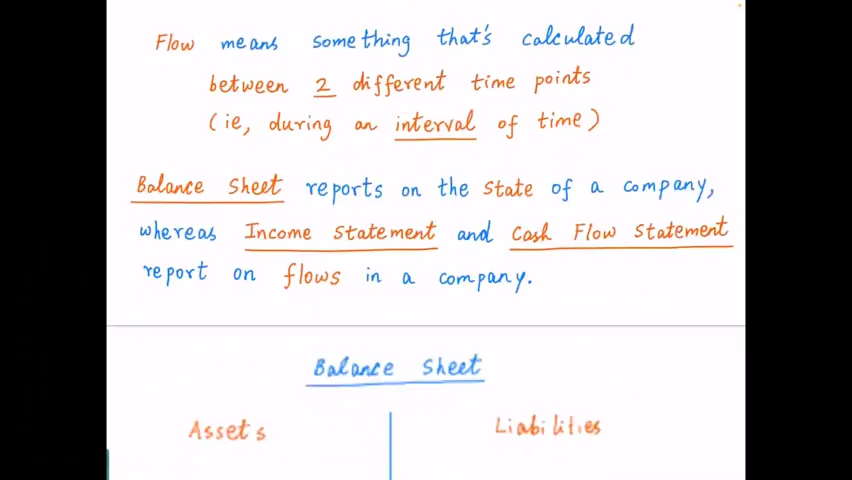 Flow means something that's calculated
between 2 different time points
(ie, during an interval of time)
Balance Sheet reports on the state of a company,
whereas Income Statement and Cash Flow Statement
report on flows in a company.
Balance Sheet
Assets
Liabilities